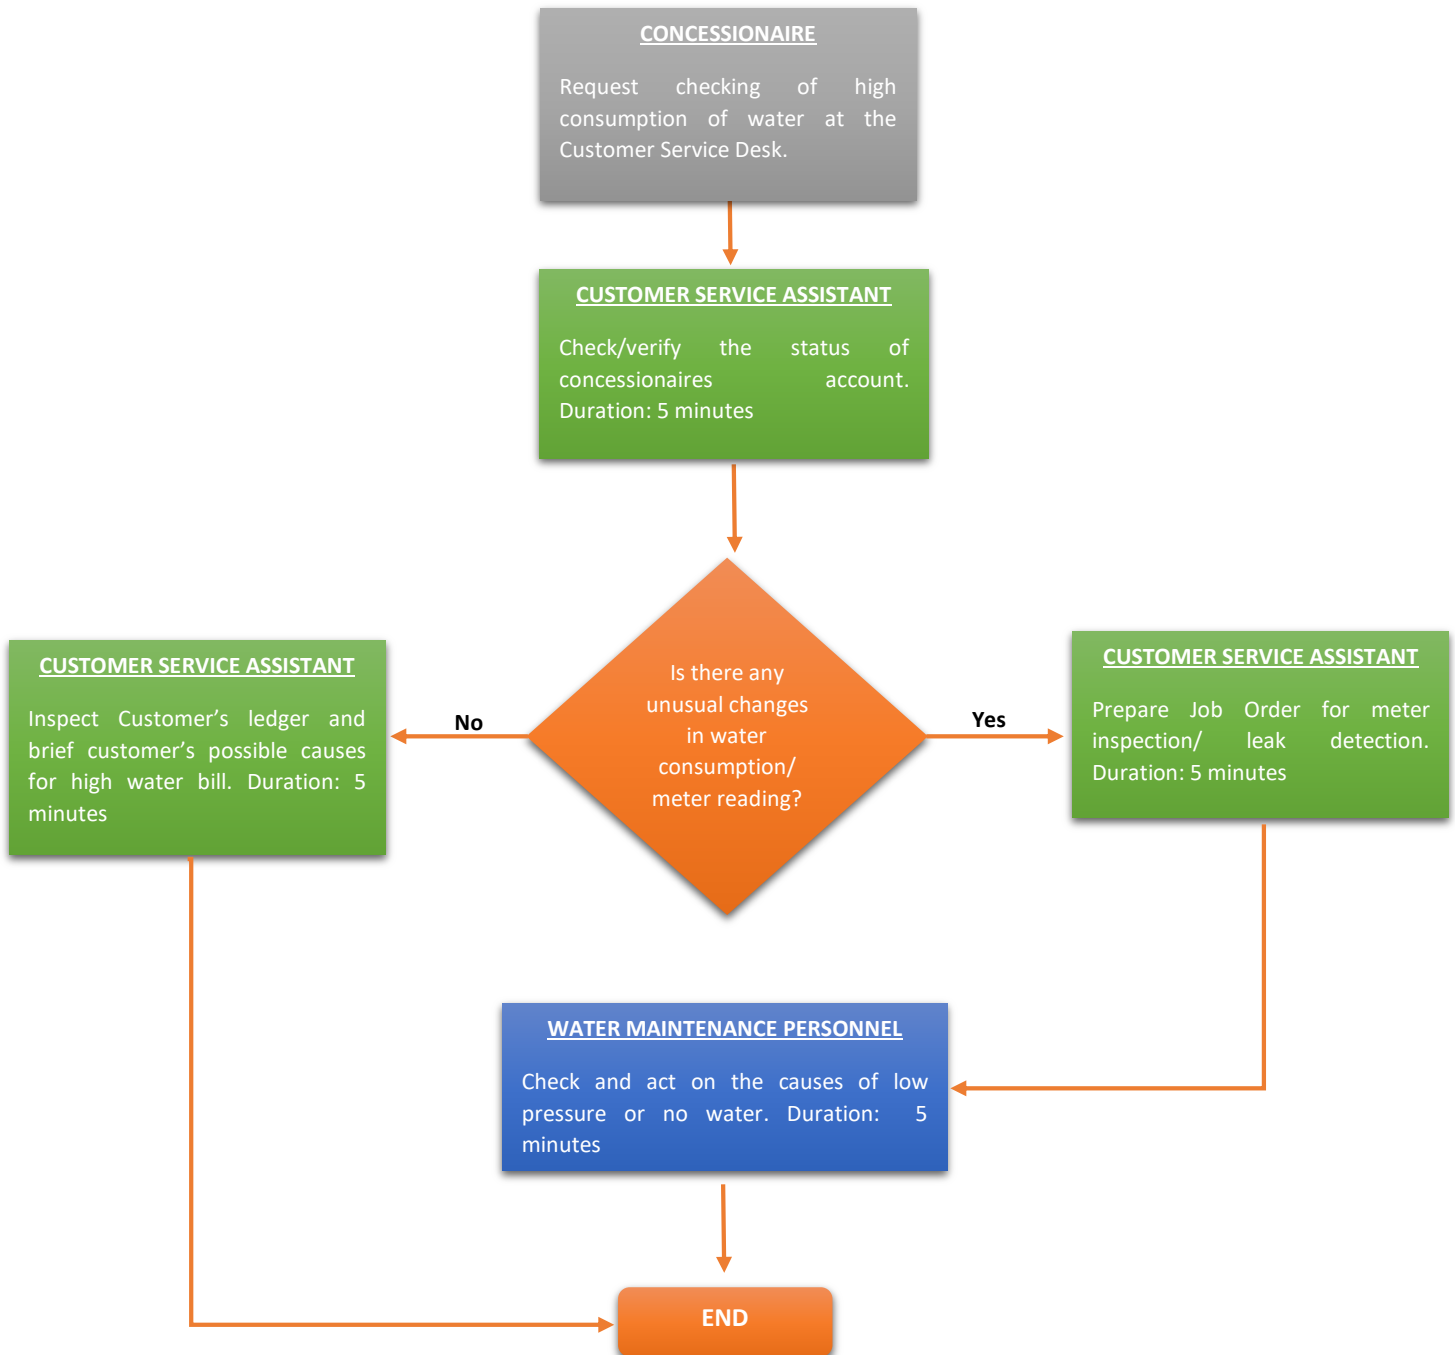 CONCESSIONAIRE
Request checking of high
consumption of water at the
Customer Service Desk.
CUSTOMER SERVICE ASSISTANT
Check/verify the status of
concessionaires account.
Duration: 5 minutes
Is there any
unusual changes
in water
consumption/
meter reading?
No
Yes
CUSTOMER SERVICE ASSISTANT
Inspect Customer’s ledger and
brief customer’s possible causes
for high water bill. Duration: 5
minutes
CUSTOMER SERVICE ASSISTANT
Prepare Job Order for meter
inspection/ leak detection.
Duration: 5 minutes
WATER MAINTENANCE PERSONNEL
Check and act on the causes of low
pressure or no water. Duration: 5
minutes
END